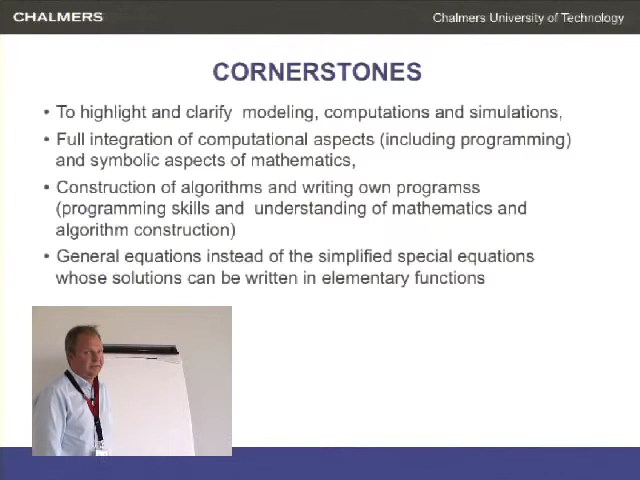 CHALMERS
Chalmers University of Technology
CORNERSTONES
• To highlight and clarify modeling, computations and simulations,
• Full integration of computational aspects (including programming)
and symbolic aspects of mathematics,
• Construction of algorithms and writing own programss
(programming skills and understanding of mathematics and
algorithm construction)
• General equations instead of the simplified special equations
whose solutions can be written in elementary functions